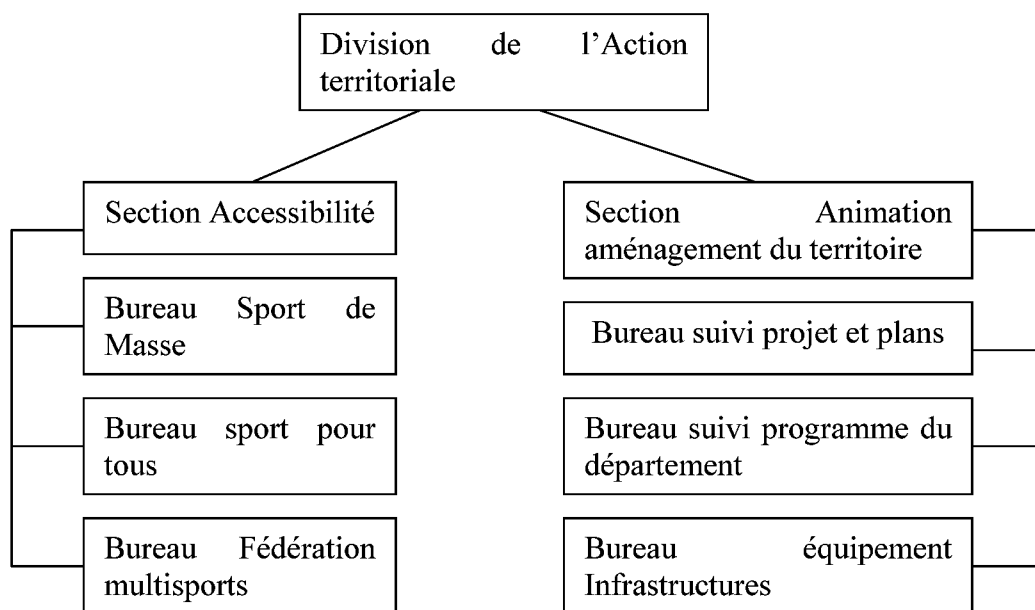 Division de l'Action
territoriale
Section Accessibilité
Bureau Sport de
Masse
Bureau sport pour
tous
Bureau Fédération
multisports
Section Animation
aménagement du territoire
Bureau suivi projet et plans
Bureau suivi programme du
département
Bureau équipement
Infrastructures